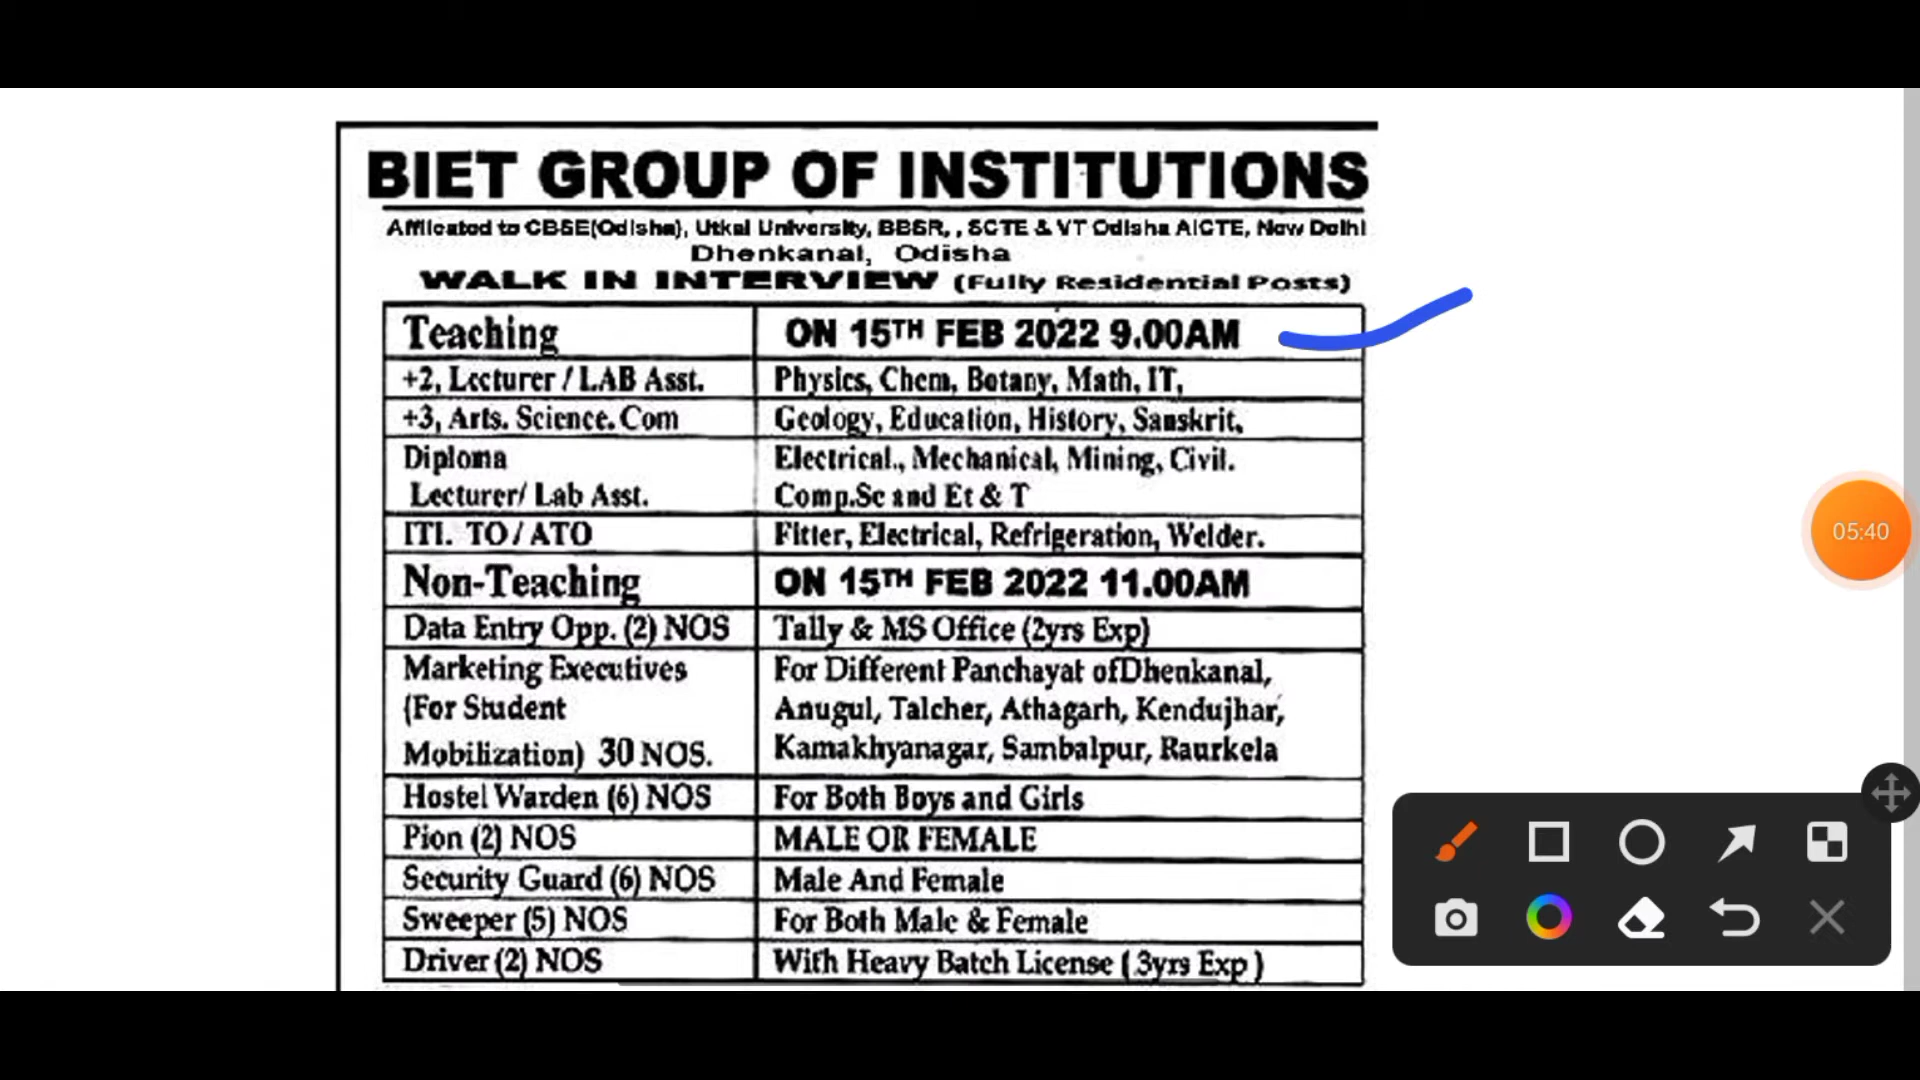 BIET GROUP OF INSTITUTIONS
Afflicated to CBSE(Odisha), Utkal University, BBSR, , SCTE & VT Odisha AICTE, New Delhi
Dhenkanal, Odisha
WALK IN INTERVIEW (Fully Residential Posts)
Teaching ON 15TH FEB 2022 9.00AM
+2, Lecturer / LAB Asst. Physics, Chem, Botany, Math, IT,
+3, Arts. Science. Com Geology, Education, History, Sanskrit,
Diploma Electrical., Mechanical, Mining, Civil.
Lecturer/ Lab Asst. Comp.Sc and Et & T
ITI. TO / ATO Fitter, Electrical, Refrigeration, Welder.
Non-Teaching ON 15TH FEB 2022 11.00AM
Data Entry Opp. (2) NOS Tally & MS Office (2yrs Exp)
Marketing Executives For Different Panchayat ofDhenkanal,
(For Student Anugul, Talcher, Athagarh, Kendujhar,
Mobilization) 30 NOS. Kamakhyanagar, Sambalpur, Raurkela
Hostel Warden (6) NOS For Both Boys and Girls
Pion (2) NOS MALE OR FEMALE
Security Guard (6) NOS Male And Female
Sweeper (5) NOS For Both Male & Female
Driver (2) NOS With Heavy Batch License ( 3yrs Exp )
05:40